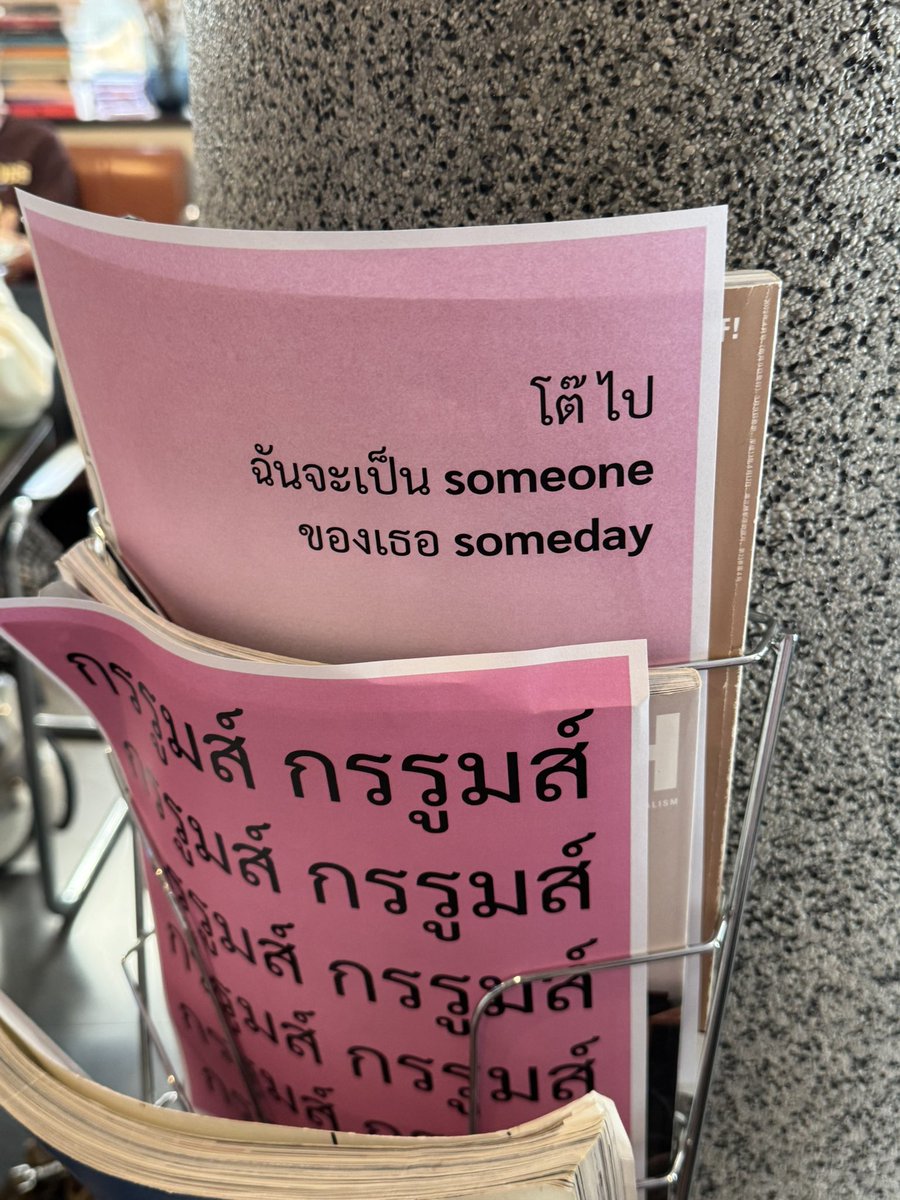 โต๊ ไป
ฉันจะเป็น someone
ของเธอ someday
F!
กรรูมส์ กรรูมส์
H
ALISM
กรรูมส์ กรรูมส์
กรรูมส์ กรรูมส์
กรรูมส์ กรรูมส์